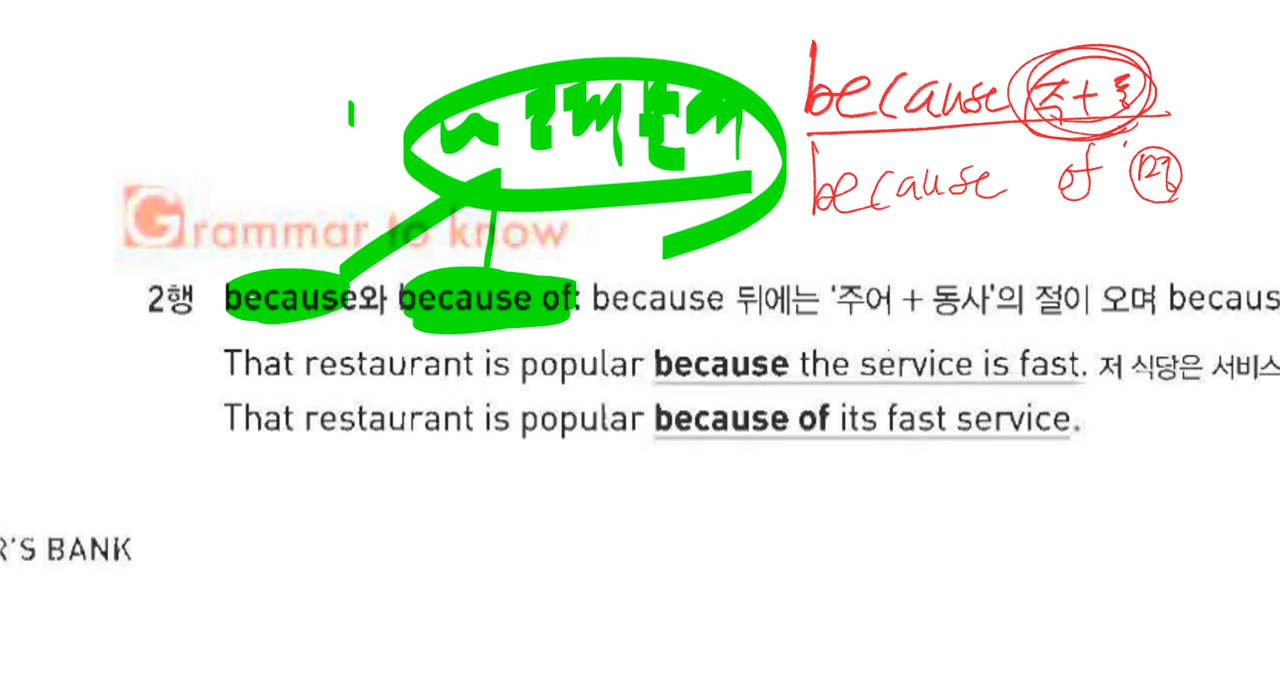 ~ 때문에
because 주+동
because of 명
Grammar to know
2행 because와 because of: because 뒤에는 '주어 + 동사'의 절이 오며 becaus
That restaurant is popular because the service is fast. 저 식당은 서비스
That restaurant is popular because of its fast service.
R'S BANK